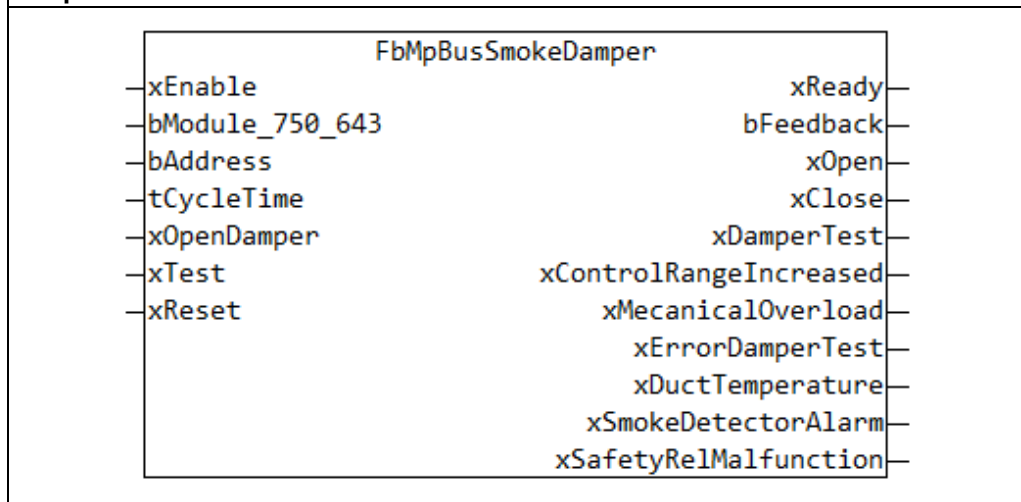 FbMpBusSmokeDamper
xEnable xReady
bModule_750_643 bFeedback
bAddress xOpen
tCycleTime xClose
xOpenDamper xDamperTest
xTest xControlRangeIncreased
xReset xMecanicalOverload
xErrorDamperTest
xDuctTemperature
xSmokeDetectorAlarm
xSafetyRelMalfunction